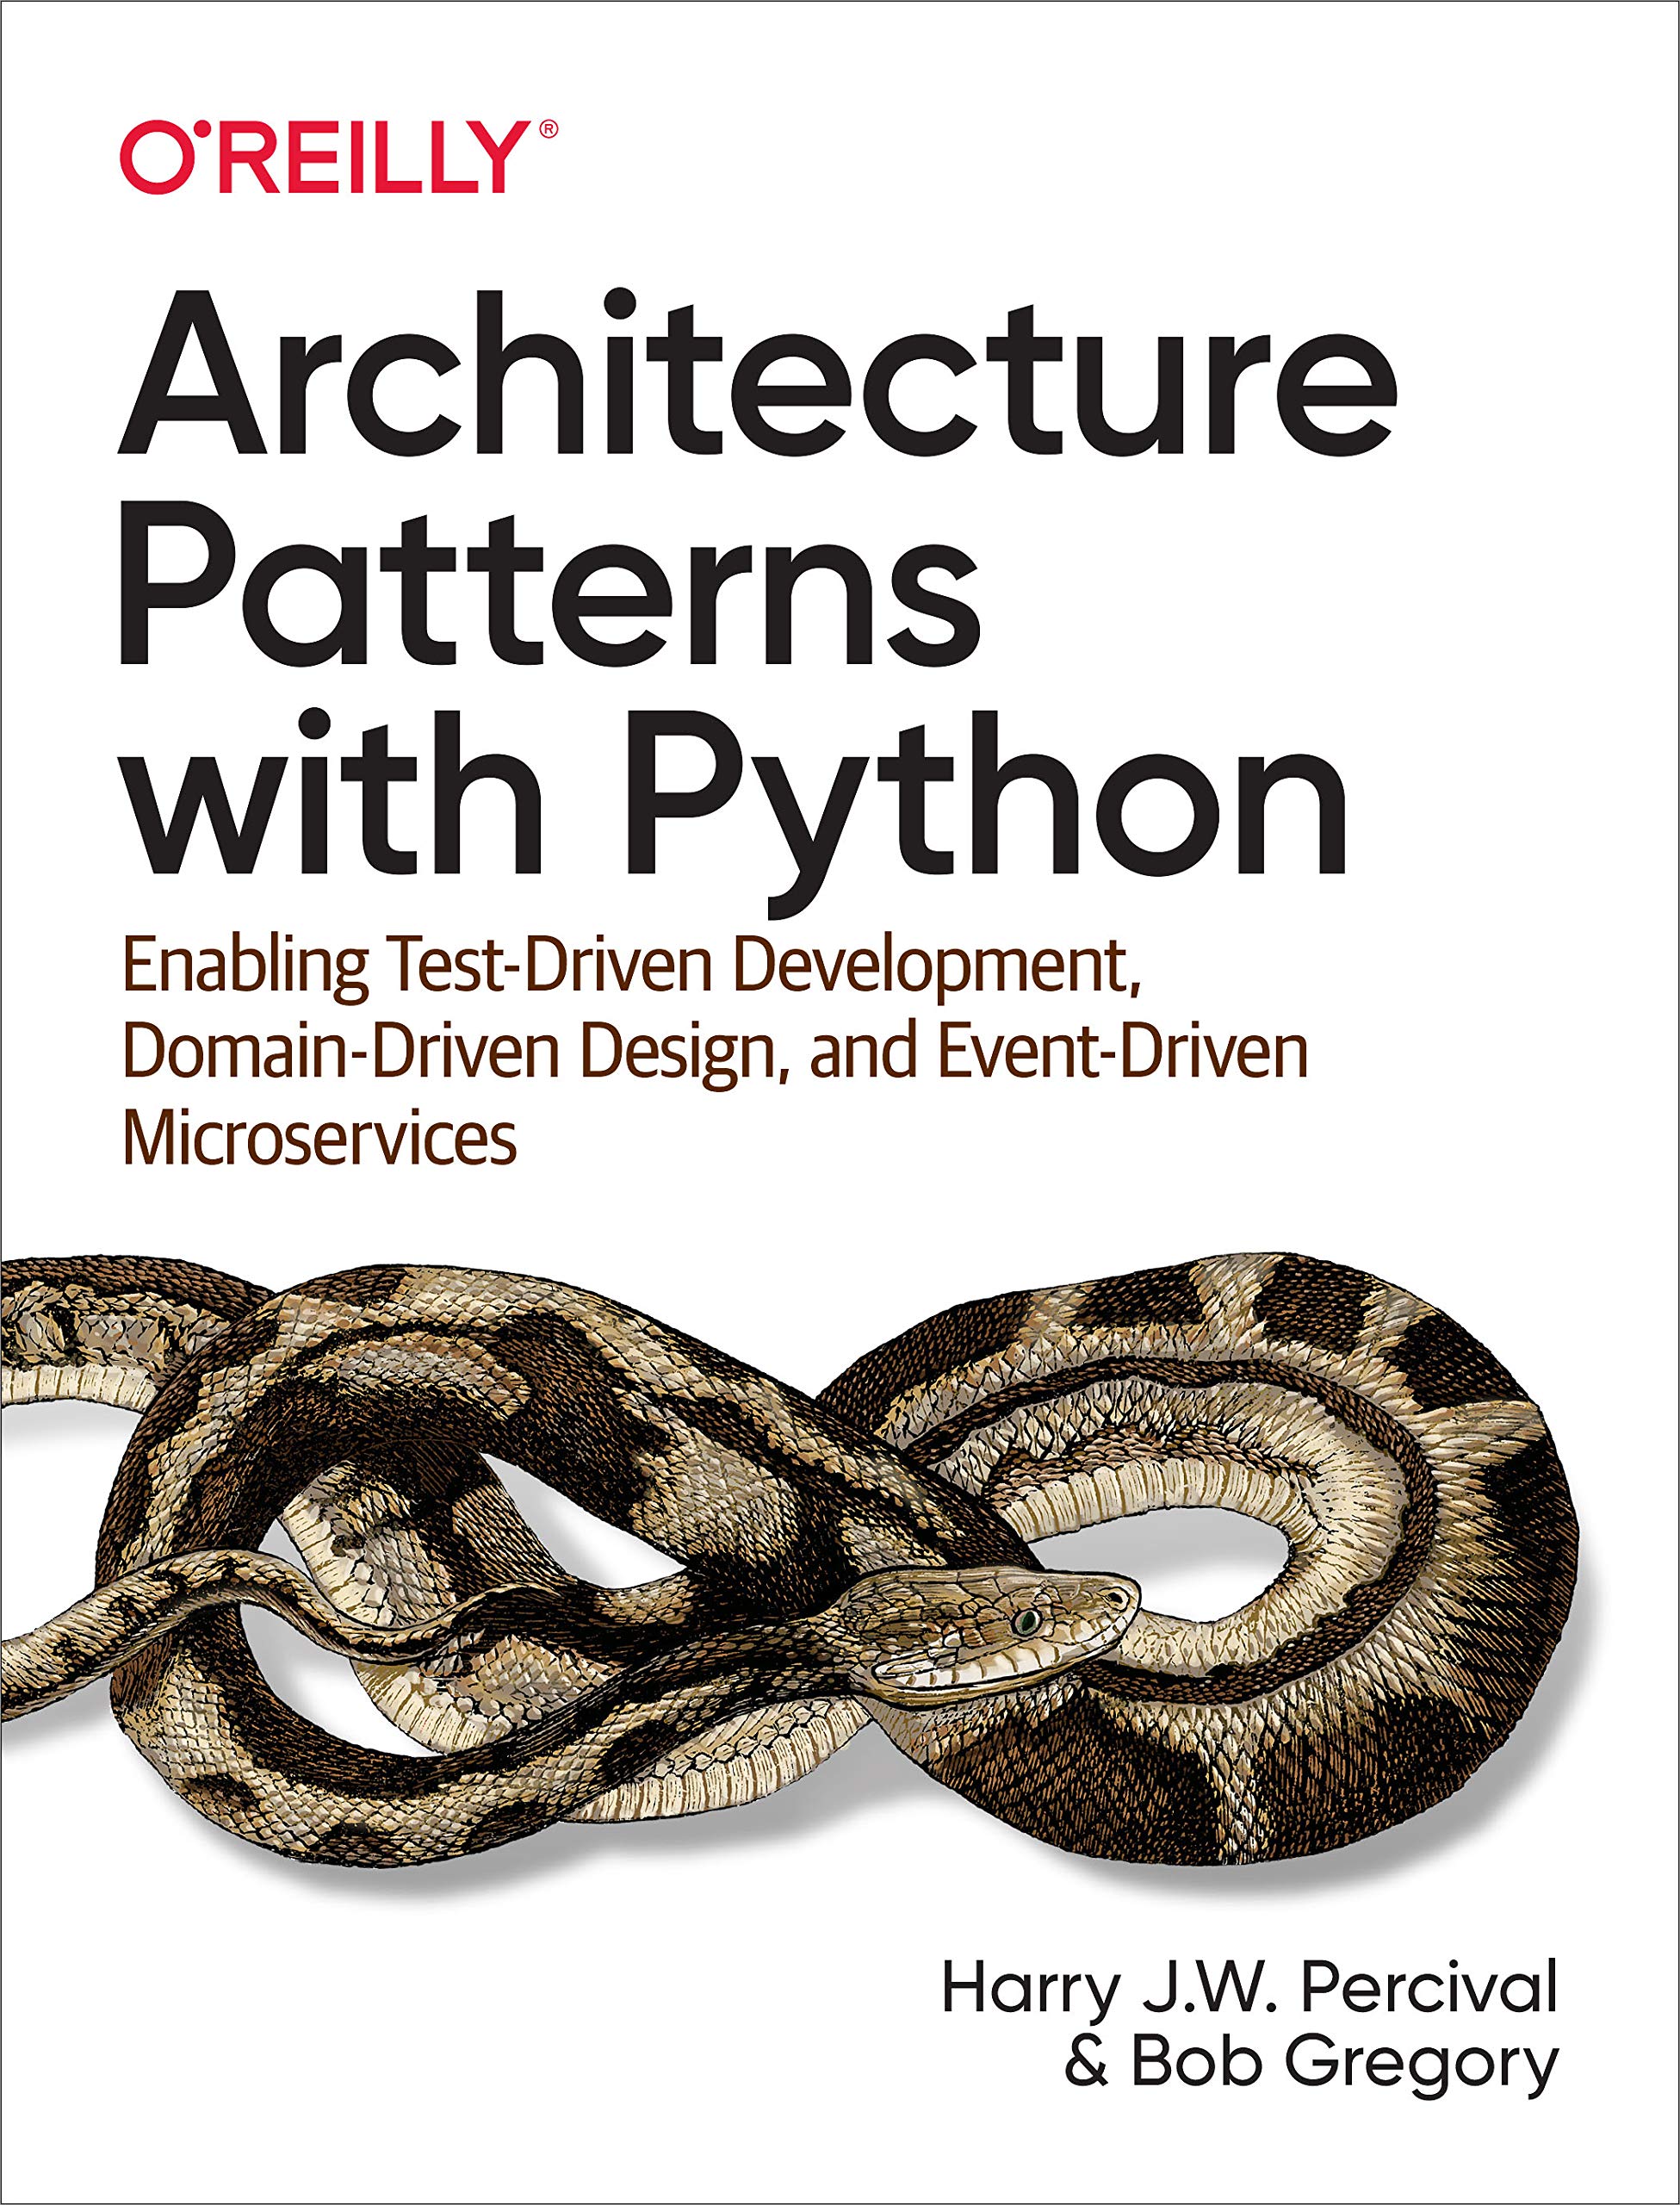 O'REILLY®
Architecture
Patterns
with Python
Enabling Test-Driven Development,
Domain-Driven Design, and Event-Driven
Microservices
Harry J.W. Percival
& Bob Gregory